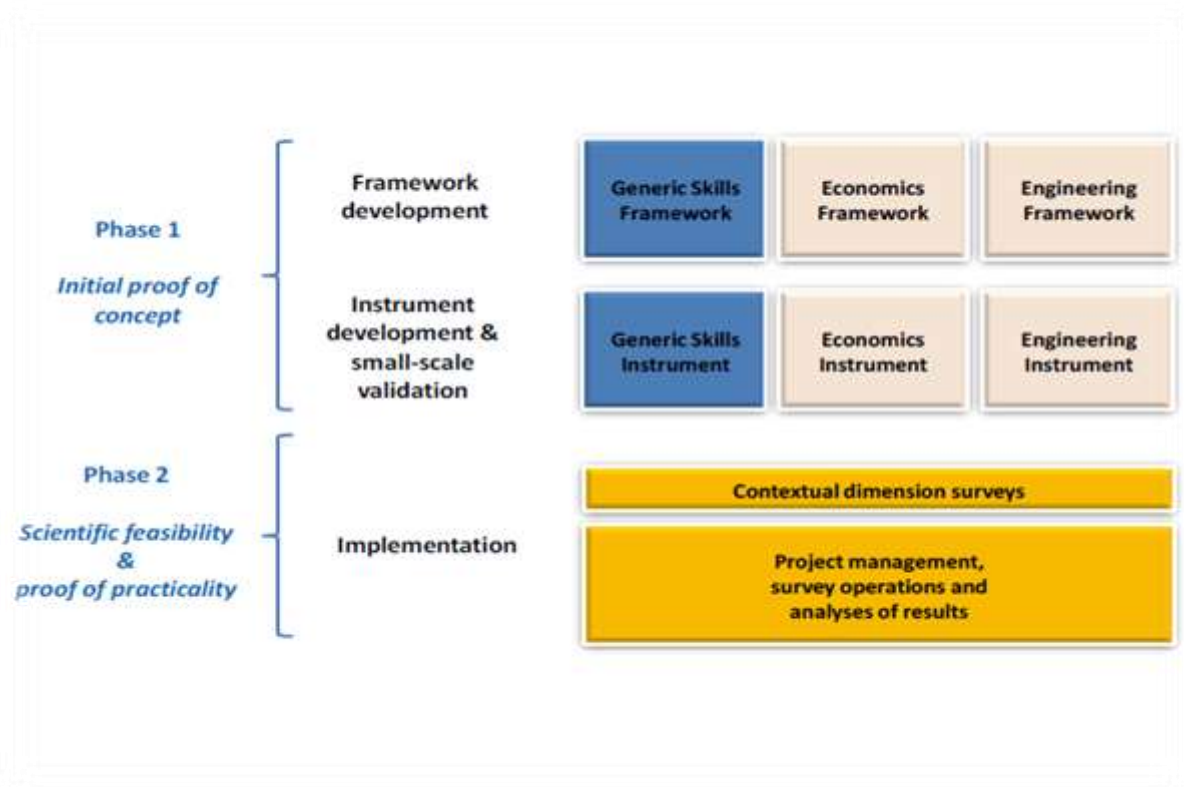 Phase 1
Initial proof of
concept
Framework
development
Generic Skills
Framework
Economics
Framework
Engineering
Framework
Instrument
development &
small-scale
validation
Generic Skills
Instrument
Economics
Instrument
Engineering
Instrument
Phase 2
Scientific feasibility
&
proof of practicality
Implementation
Contextual dimension surveys
Project management,
survey operations and
analyses of results